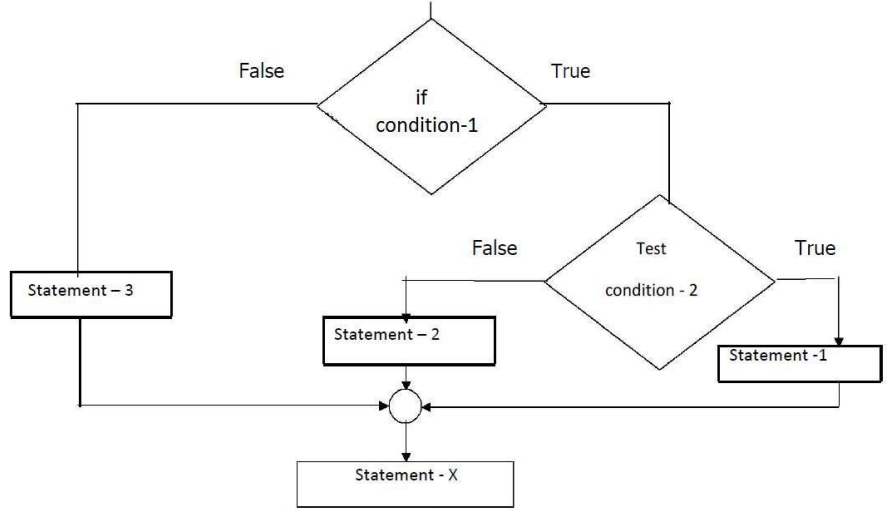 False
True
if
condition-1
False
Test
True
condition - 2
Statement – 3
Statement – 2
Statement -1
Statement - X